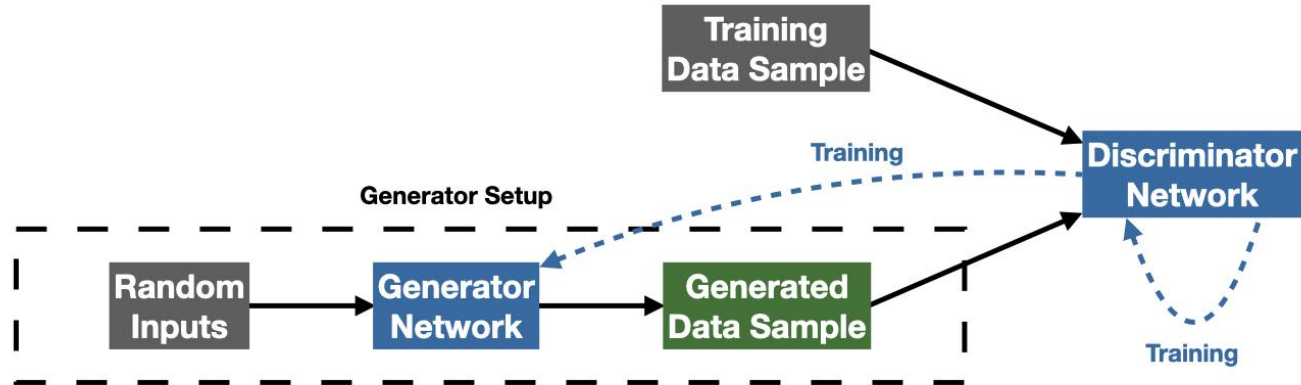 Training
Data Sample
Training
Discriminator
Network
Generator Setup
Random
Inputs
Generator
Network
Generated
Data Sample
Training